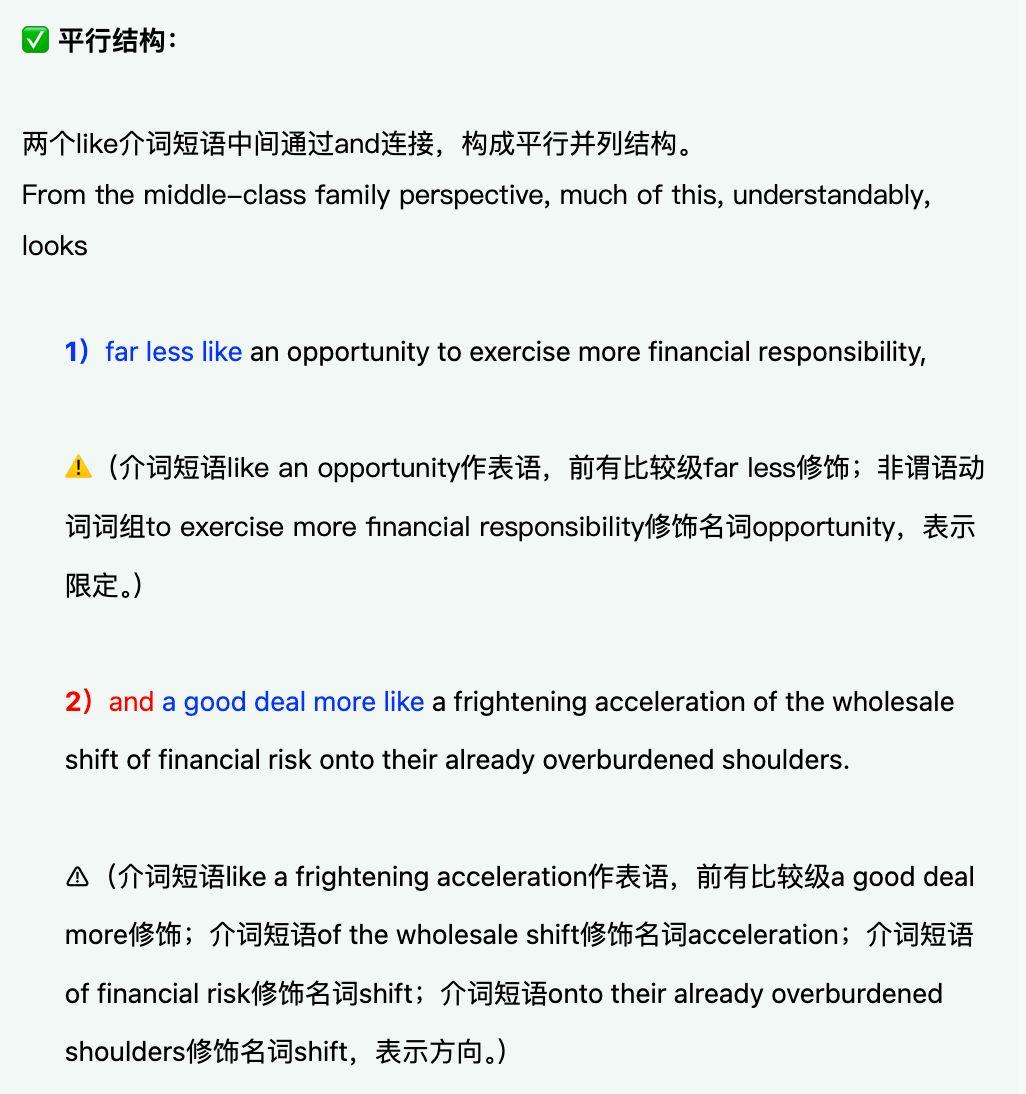 ✅ 平行结构：
两个like介词短语中间通过and连接，构成平行并列结构。
From the middle-class family perspective, much of this, understandably,
looks
1）far less like an opportunity to exercise more financial responsibility,
⚠️（介词短语like an opportunity作表语，前有比较级far less修饰；非谓语动
词词组to exercise more financial responsibility修饰名词opportunity，表示
限定。）
2）and a good deal more like a frightening acceleration of the wholesale
shift of financial risk onto their already overburdened shoulders.
⚠（介词短语like a frightening acceleration作表语，前有比较级a good deal
more修饰；介词短语of the wholesale shift修饰名词acceleration；介词短语
of financial risk修饰名词shift；介词短语onto their already overburdened
shoulders修饰名词shift，表示方向。）